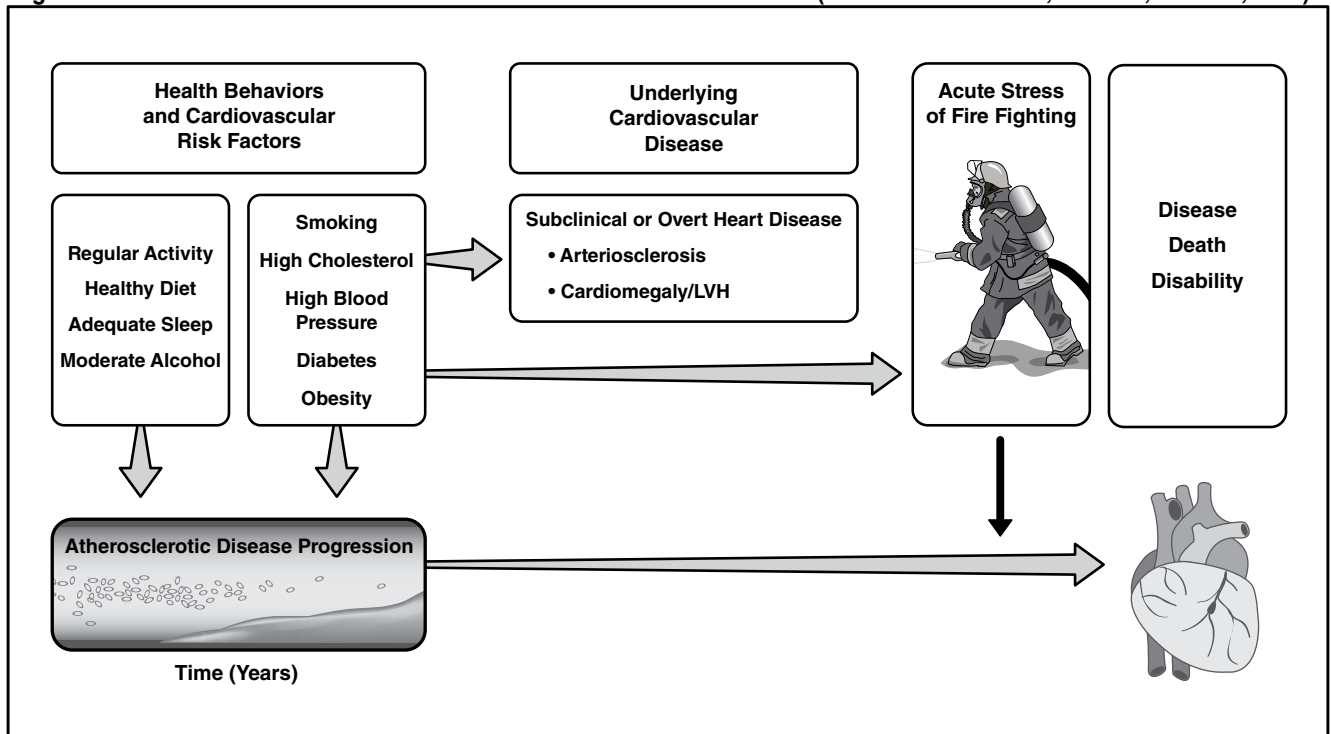 Health Behaviors
and Cardiovascular
Risk Factors
Underlying
Cardiovascular
Disease
Acute Stress
of Fire Fighting
Disease
Death
Disability
Regular Activity
Healthy Diet
Adequate Sleep
Moderate Alcohol
Smoking
High Cholesterol
High Blood
Pressure
Diabetes
Obesity
Subclinical or Overt Heart Disease
• Arteriosclerosis
• Cardiomegaly/LVH
Atherosclerotic Disease Progression
Time (Years)